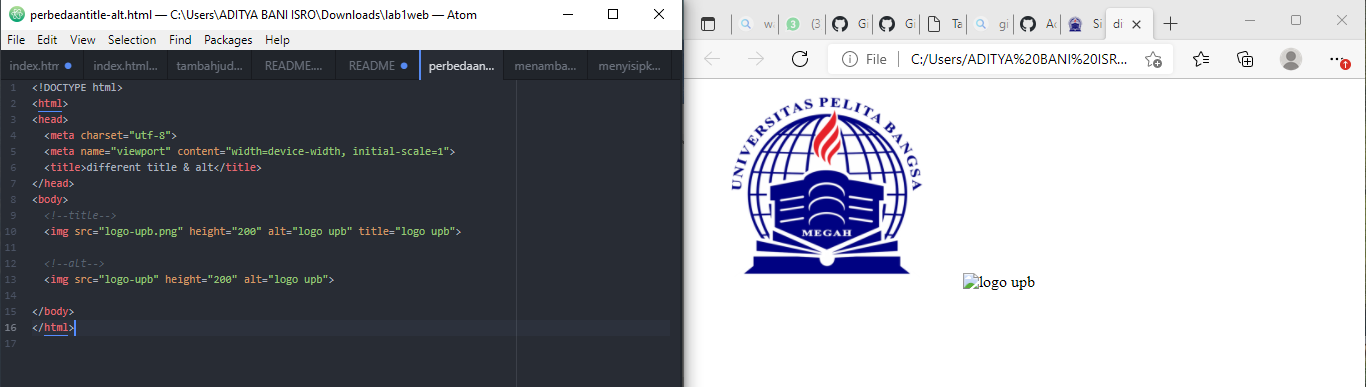 perbedaantitle-alt.html — C:\Users\ADITYA BANI ISRO\Downloads\lab1web — Atom
File Edit View Selection Find Packages Help
index.htm index.html... tambahjud... README.... README perbedaan... menamba... menyisipk...
1 <!DOCTYPE html>
2 <html>
3 <head>
4 <meta charset="utf-8">
5 <meta name="viewport" content="width=device-width, initial-scale=1">
6 <title>different title & alt</title>
7 </head>
8 <body>
9 <!--title-->
10 <img src="logo-upb.png" height="200" alt="logo upb" title="logo upb">
11
12 <!--alt-->
13 <img src="logo-upb" height="200" alt="logo upb">
14
15 </body>
16 </html>
17
w 3 (3 Gi G Ta gi Ac Si di
File C:/Users/ADITYA%20BANI%20ISR...
UNIVERSITAS PELITA BANGSA
MEGAH
logo upb